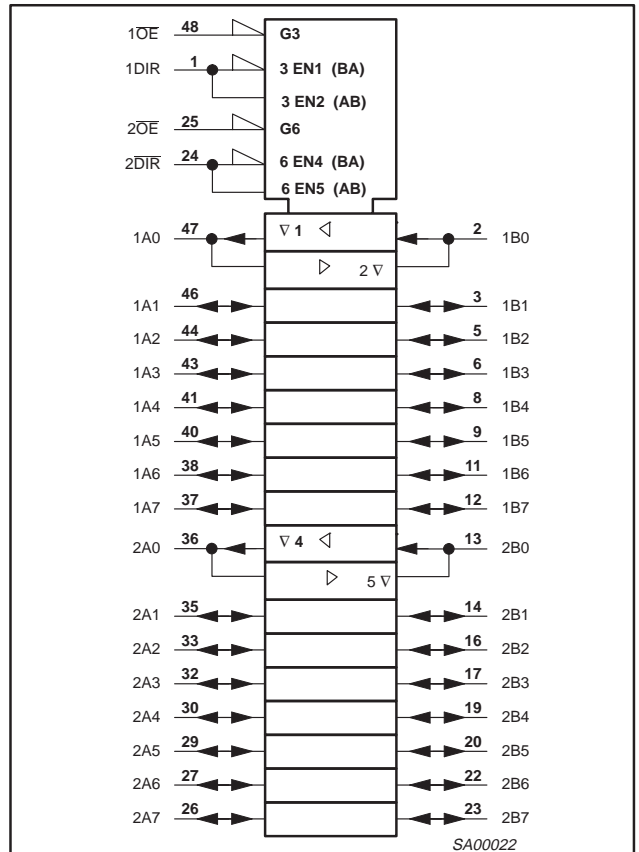 1O̅E̅ 48 G3
1DIR 1 3 EN1 (BA)
3 EN2 (AB)
2O̅E̅ 25 G6
2D̅I̅R̅ 24 6 EN4 (BA)
6 EN5 (AB)
1A0 47 ∇ 1 ◁ 2 1B0
▷ 2 ∇
1A1 46 3 1B1
1A2 44 5 1B2
1A3 43 6 1B3
1A4 41 8 1B4
1A5 40 9 1B5
1A6 38 11 1B6
1A7 37 12 1B7
2A0 36 ∇ 4 ◁ 13 2B0
▷ 5 ∇
2A1 35 14 2B1
2A2 33 16 2B2
2A3 32 17 2B3
2A4 30 19 2B4
2A5 29 20 2B5
2A6 27 22 2B6
2A7 26 23 2B7
SA00022